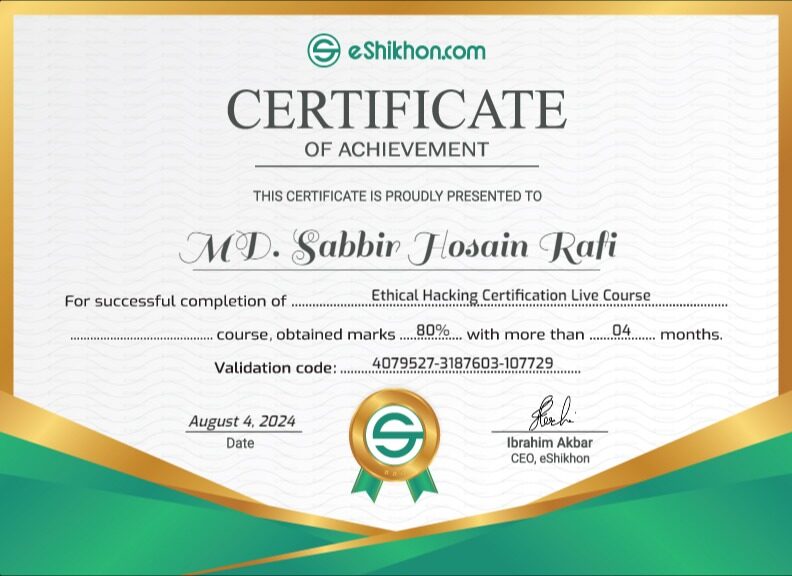 eShikhon.com
CERTIFICATE
OF ACHIEVEMENT
THIS CERTIFICATE IS PROUDLY PRESENTED TO
MD. Sabbir Hosain Rafi
For successful completion of ........ Ethical Hacking Certification Live Course ........
........ course, obtained marks ...80%... with more than ...04... months.
Validation code: ...4079527-3187603-107729...
August 4, 2024
Date
Ibrahim Akbar
CEO, eShikhon